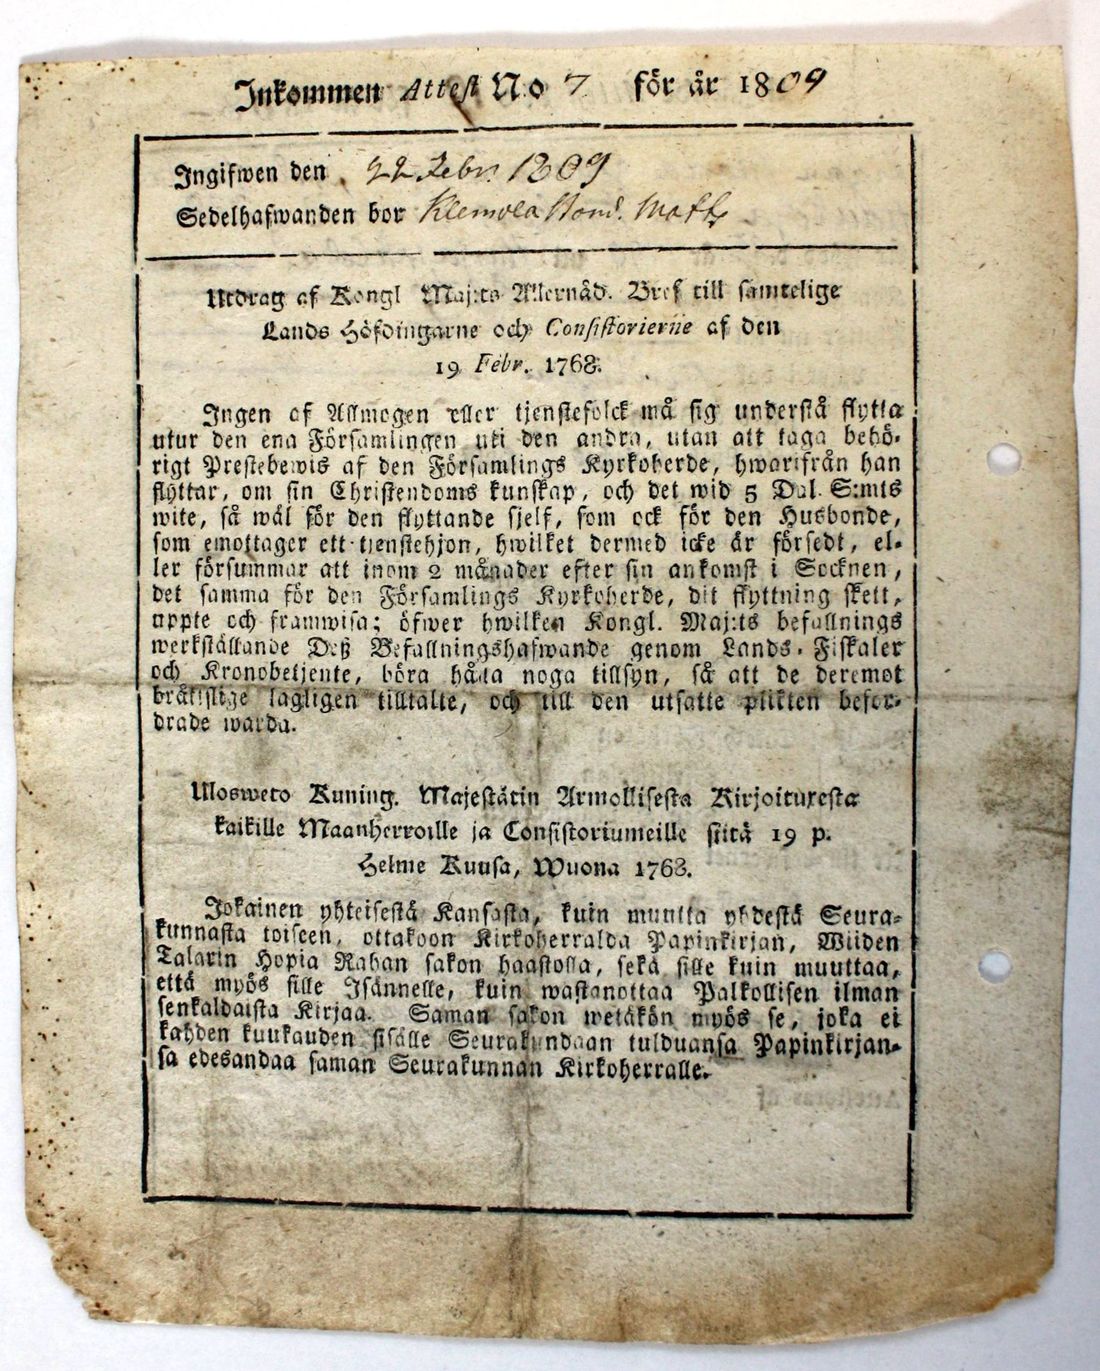 Inkommen Attest No 7 för år 1809
Ingifwen den 22 Febr. 1809
Sedelhafwanden bor Klemola
Utdrag af Kongl Maj:ts Allernåd. Bref till samtelige
Lands Höfdingarne och Consistorierne af den
19 Febr. 1768.
Ingen af Allmogen eller tjenstefolck må sig understå flytta
utur den ena Församlingen uti den andra, utan att taga behö-
rigt Prestebewis af den Församlings Kyrkoherde, hwarifrån han
flyttar, om sin Christendoms kunskap, och det wid 5 Dal. S:mts
wite, så wäl för den flyttande sjelf, som ock för den Husbonde,
som emottager ett tjenstehjon, hwilket dermed icke är försedt, el-
ler försummar att inom 2 månader efter sin ankomst i Socknen,
det samma för den Församlings Kyrkoherde, dit flyttning skett,
uppte och framwisa; öfwer hwilken Kongl. Maj:ts befallnings
werkställande Deß Befallningshafwande genom Lands-Fiskaler
och Kronobetjente, böra hålla noga tillsyn, så att de deremot
bråtslige lagligen tilltalte, och till den utsatte plikten befor-
drade warda.
Ulosweto Kuning. Majestätin Armollisesta Kirjoituxesta
kaikille Maanherroille ja Consistoriumeille siitä 19 p.
Helme Kuusa, Wuona 1768.
Jokainen yhteisestä Kansasta, kuin muutta yhdestä Seura-
kunnasta toiseen, ottakoon Kirkoherralda Papinkirjan, Wiiden
Talarin Hopia Rahan sakon haastolla, sekä sille kuin muuttaa,
että myös sille Isännelle, kuin wastanottaa Palkollisen ilman
senkaldaista Kirjaa. Saman sakon wetäkön myös se, joka ei
kahden kuukauden sisälle Seurakundaan tulduansa Papinkirjan-
sa edesandaa saman Seurakunnan Kirkoherralle.